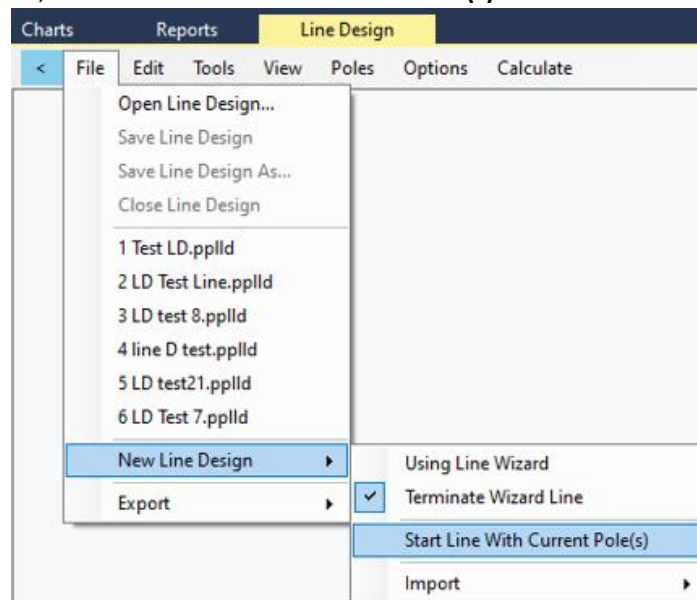 Charts Reports Line Design
< File Edit Tools View Poles Options Calculate
Open Line Design...
Save Line Design
Save Line Design As...
Close Line Design
1 Test LD.pplld
2 LD Test Line.pplld
3 LD test 8.pplld
4 line D test.pplld
5 LD test21.pplld
6 LD Test 7.pplld
New Line Design
Export
Using Line Wizard
Terminate Wizard Line
Start Line With Current Pole(s)
Import